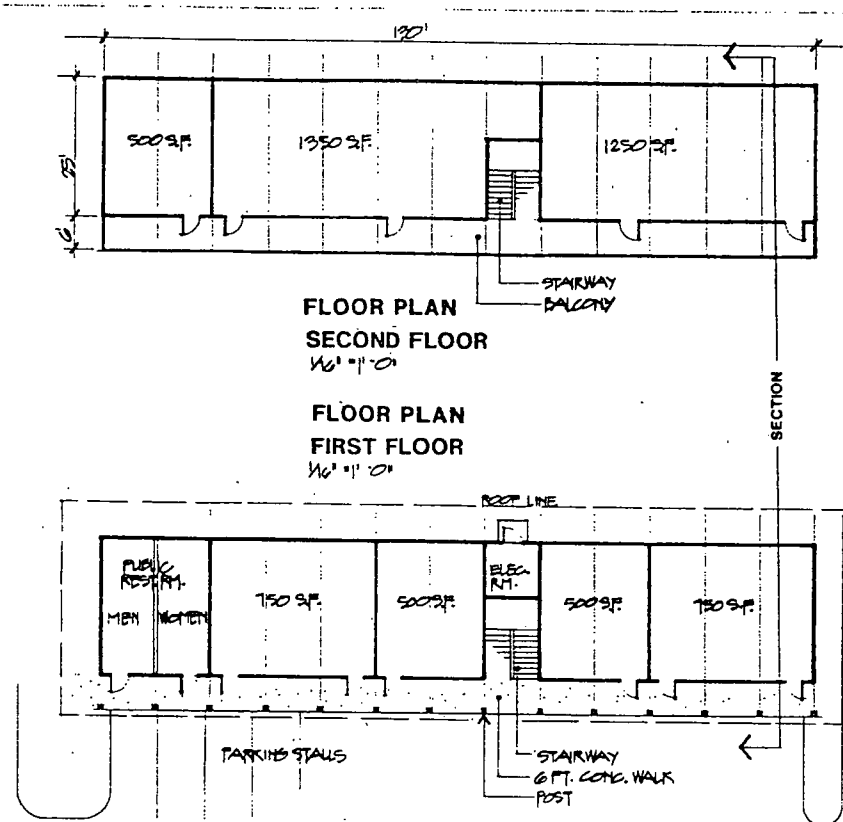 130'
500 S.F.
1350 S.F.
1250 S.F.
25'
6'
STAIRWAY
BALCONY
FLOOR PLAN
SECOND FLOOR
1/16" = 1'-0"
FLOOR PLAN
FIRST FLOOR
1/16" = 1'-0"
SECTION
ROOF LINE
PUBLIC
REST RM.
MEN
WOMEN
750 S.F.
500 S.F.
ELEC.
RM.
500 S.F.
750 S.F.
PARKING STALLS
STAIRWAY
6 FT. CONC. WALK
POST